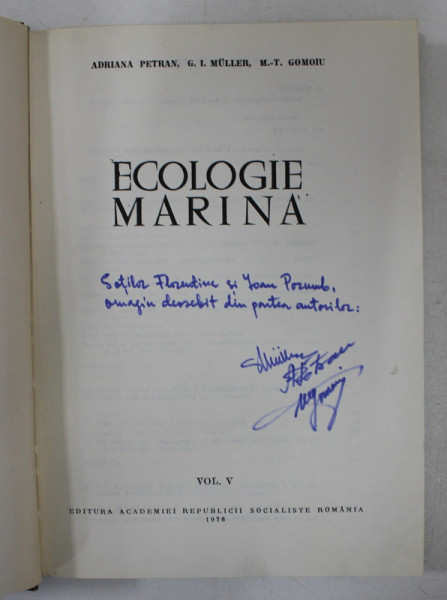 ADRIANA PETRAN, G. I. MÜLLER, M.-T. GOMOIU
ECOLOGIE
MARINĂ
Soților Florentina și Ioan Porumb,
omagiu deosebit din partea autorilor:
VOL. V
EDITURA ACADEMIEI REPUBLICII SOCIALISTE ROMÂNIA
1976